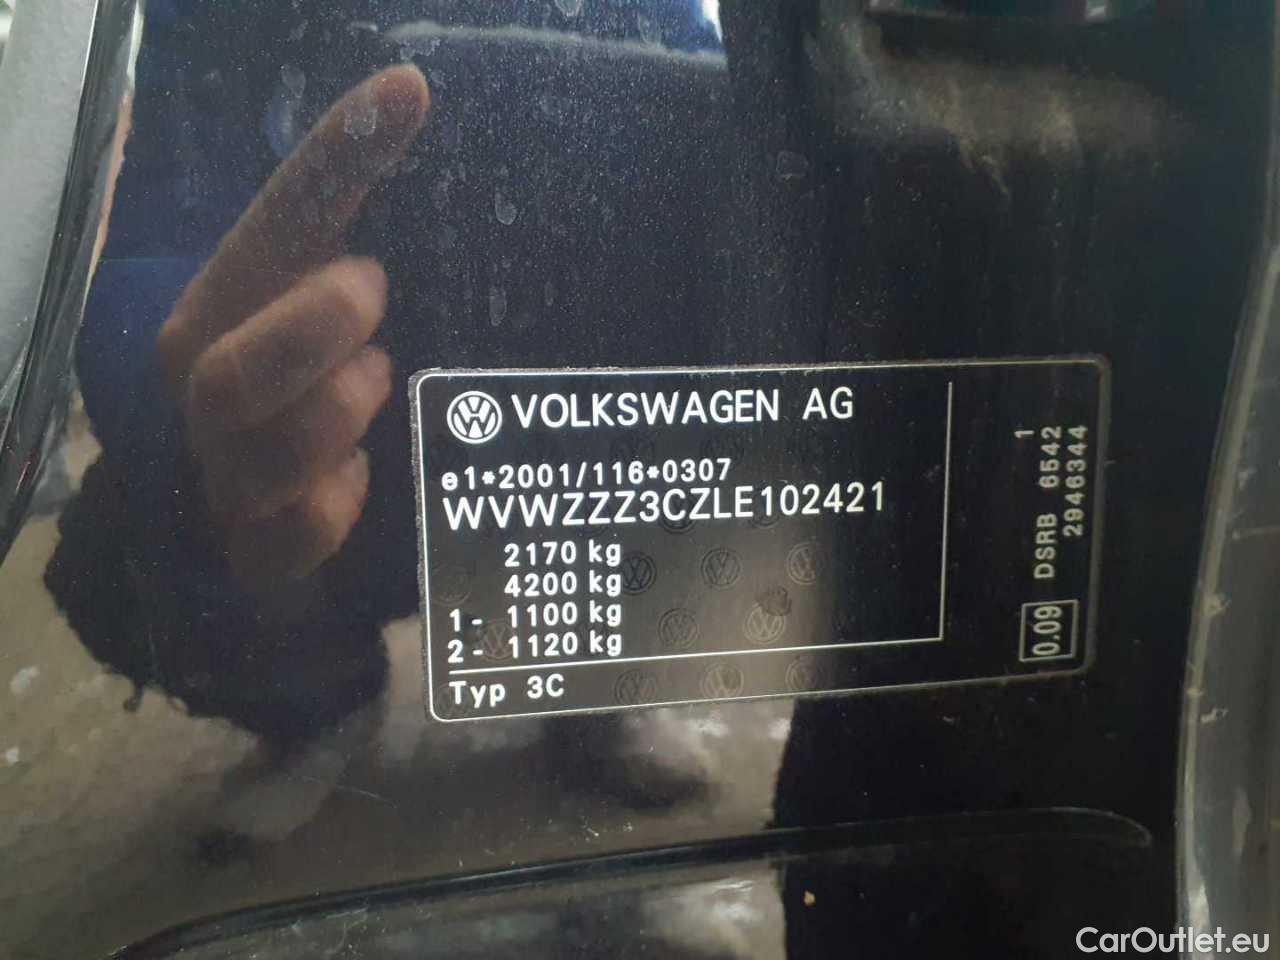 VOLKSWAGEN AG
e1*2001/116*0307
WVWZZZ3CZLE102421
2170 kg
4200 kg
1- 1100 kg
2- 1120 kg
Typ 3C
1
DSRB 6542
2946344
0.09
CarOutlet.eu